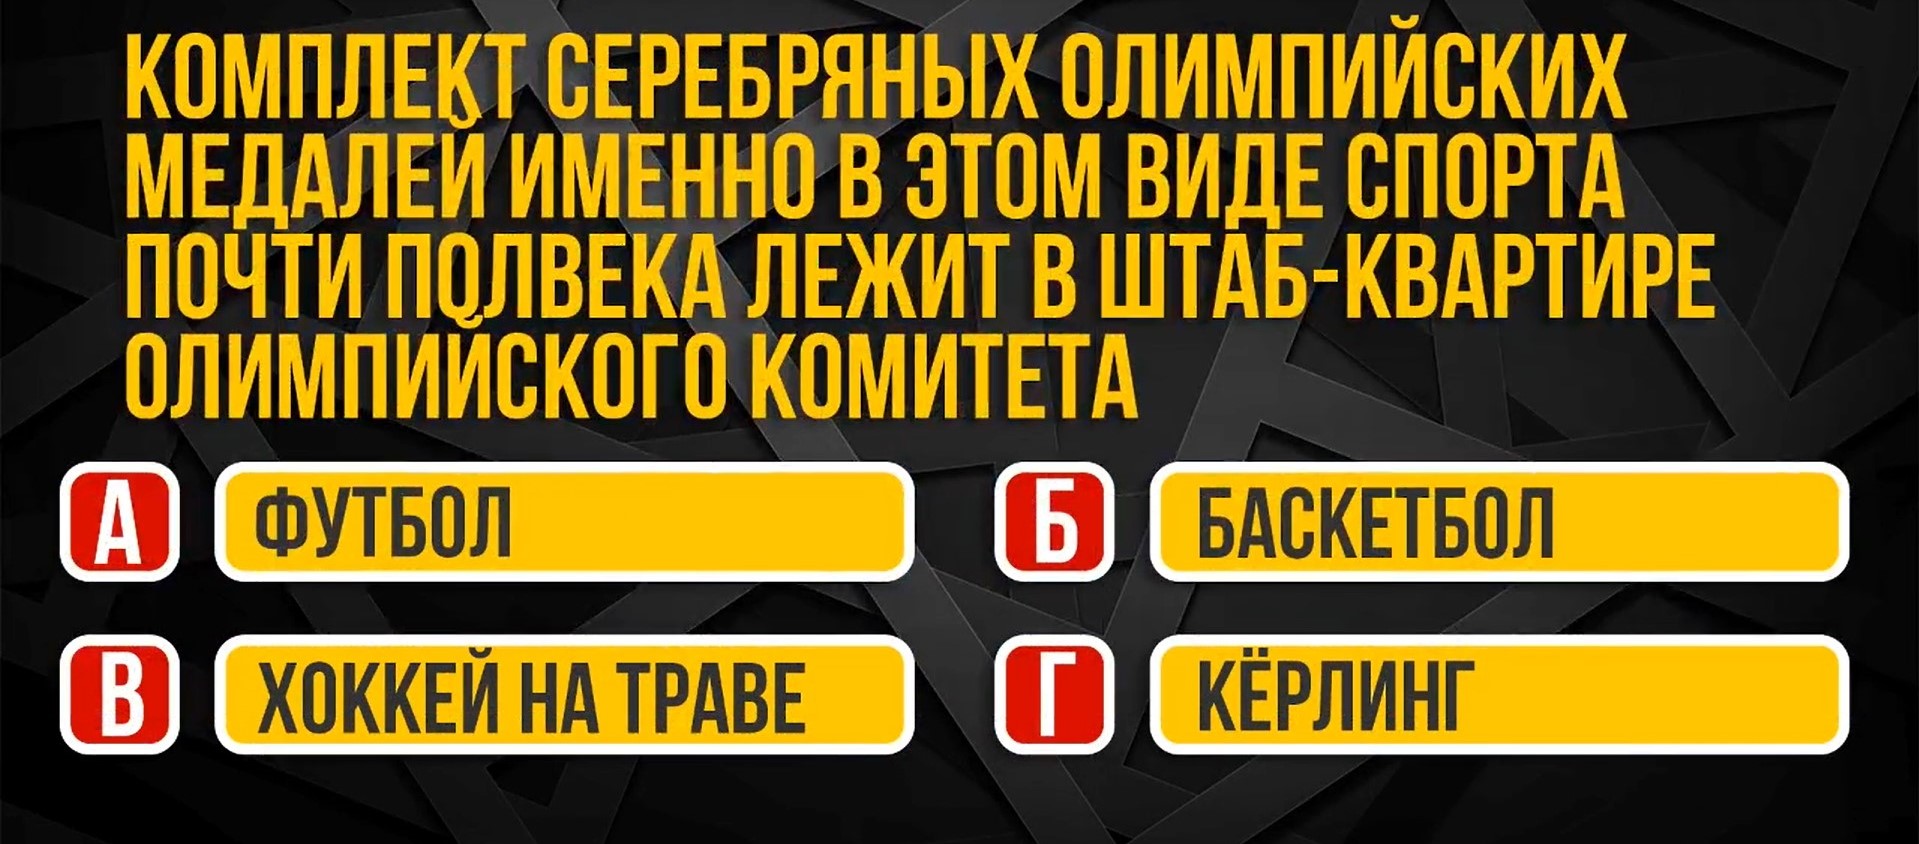 КОМПЛЕКТ СЕРЕБРЯНЫХ ОЛИМПИЙСКИХ
МЕДАЛЕЙ ИМЕННО В ЭТОМ ВИДЕ СПОРТА
ПОЧТИ ПОЛВЕКА ЛЕЖИТ В ШТАБ-КВАРТИРЕ
ОЛИМПИЙСКОГО КОМИТЕТА
А ФУТБОЛ
Б БАСКЕТБОЛ
В ХОККЕЙ НА ТРАВЕ
Г КЁРЛИНГ